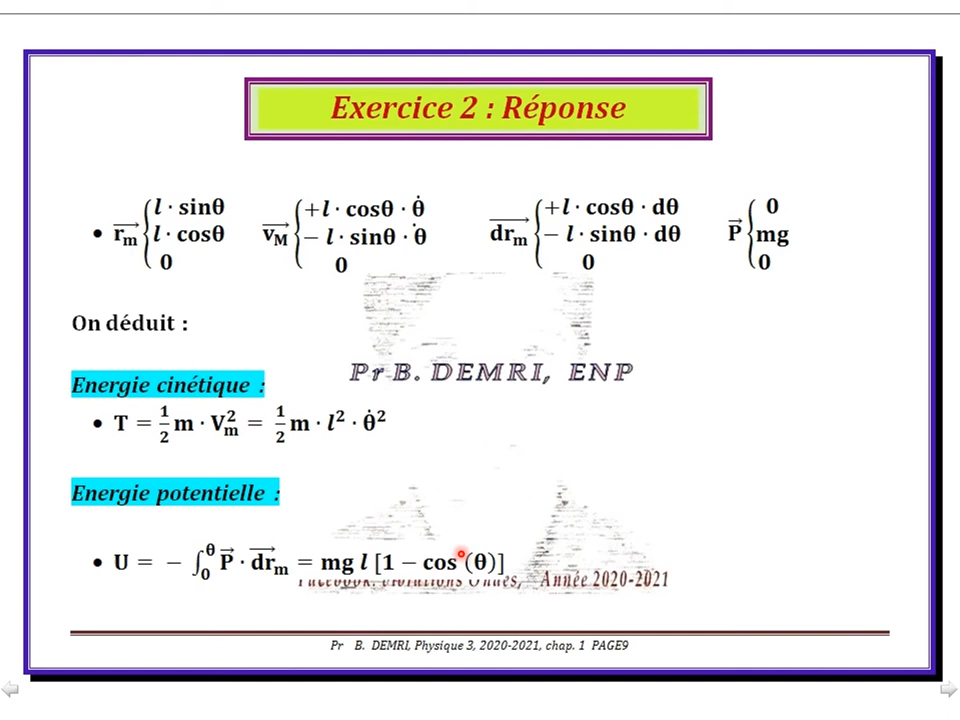 Exercice 2 : Réponse
• r⃗m { l · sinθ   v⃗M { +l · cosθ · θ̇   dr⃗m { +l · cosθ · dθ   P⃗ { 0
l · cosθ   − l · sinθ · θ̇   − l · sinθ · dθ   mg
0   0   0   0
On déduit :
Pr B. DEMRI, ENP
Energie cinétique :
• T = 1/2 m · V²m = 1/2 m · l² · θ̇²
Energie potentielle :
• U = − ∫₀^θ P⃗ · dr⃗m = mg l [1 − cos (θ)]
Année 2020-2021
Pr B. DEMRI, Physique 3, 2020-2021, chap. 1 PAGE9